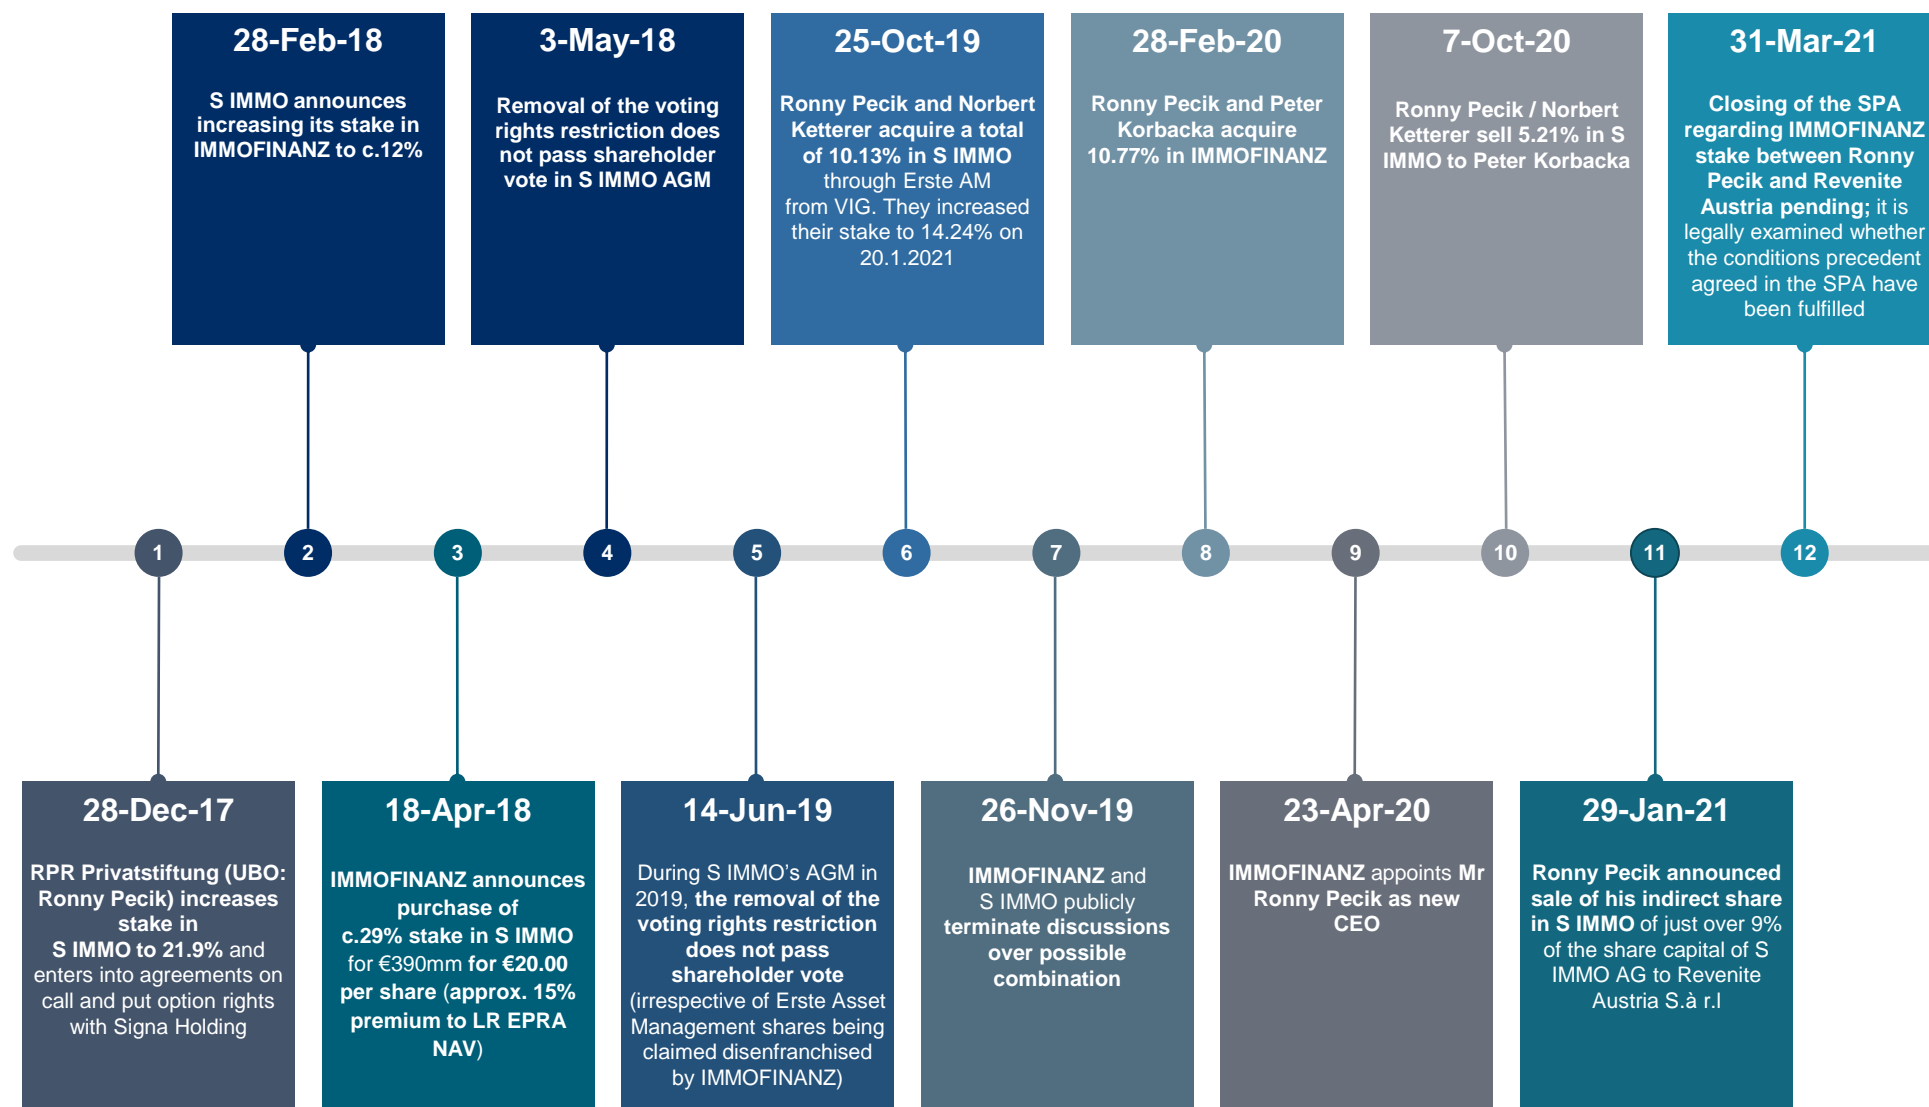 28-Feb-18
S IMMO announces
increasing its stake in
IMMOFINANZ to c.12%
3-May-18
Removal of the voting
rights restriction does
not pass shareholder
vote in S IMMO AGM
25-Oct-19
Ronny Pecik and Norbert
Ketterer acquire a total
of 10.13% in S IMMO
through Erste AM
from VIG. They increased
their stake to 14.24% on
20.1.2021
28-Feb-20
Ronny Pecik and Peter
Korbacka acquire
10.77% in IMMOFINANZ
7-Oct-20
Ronny Pecik / Norbert
Ketterer sell 5.21% in S
IMMO to Peter Korbacka
31-Mar-21
Closing of the SPA
regarding IMMOFINANZ
stake between Ronny
Pecik and Revenite
Austria pending; it is
legally examined whether
the conditions precedent
agreed in the SPA have
been fulfilled
1
2
3
4
5
6
7
8
9
10
11
12
28-Dec-17
RPR Privatstiftung (UBO:
Ronny Pecik) increases
stake in
S IMMO to 21.9% and
enters into agreements on
call and put option rights
with Signa Holding
18-Apr-18
IMMOFINANZ announces
purchase of
c.29% stake in S IMMO
for €390mm for €20.00
per share (approx. 15%
premium to LR EPRA
NAV)
14-Jun-19
During S IMMO’s AGM in
2019, the removal of the
voting rights restriction
does not pass
shareholder vote
(irrespective of Erste Asset
Management shares being
claimed disenfranchised
by IMMOFINANZ)
26-Nov-19
IMMOFINANZ and
S IMMO publicly
terminate discussions
over possible
combination
23-Apr-20
IMMOFINANZ appoints Mr
Ronny Pecik as new
CEO
29-Jan-21
Ronny Pecik announced
sale of his indirect share
in S IMMO of just over 9%
of the share capital of S
IMMO AG to Revenite
Austria S.à r.l